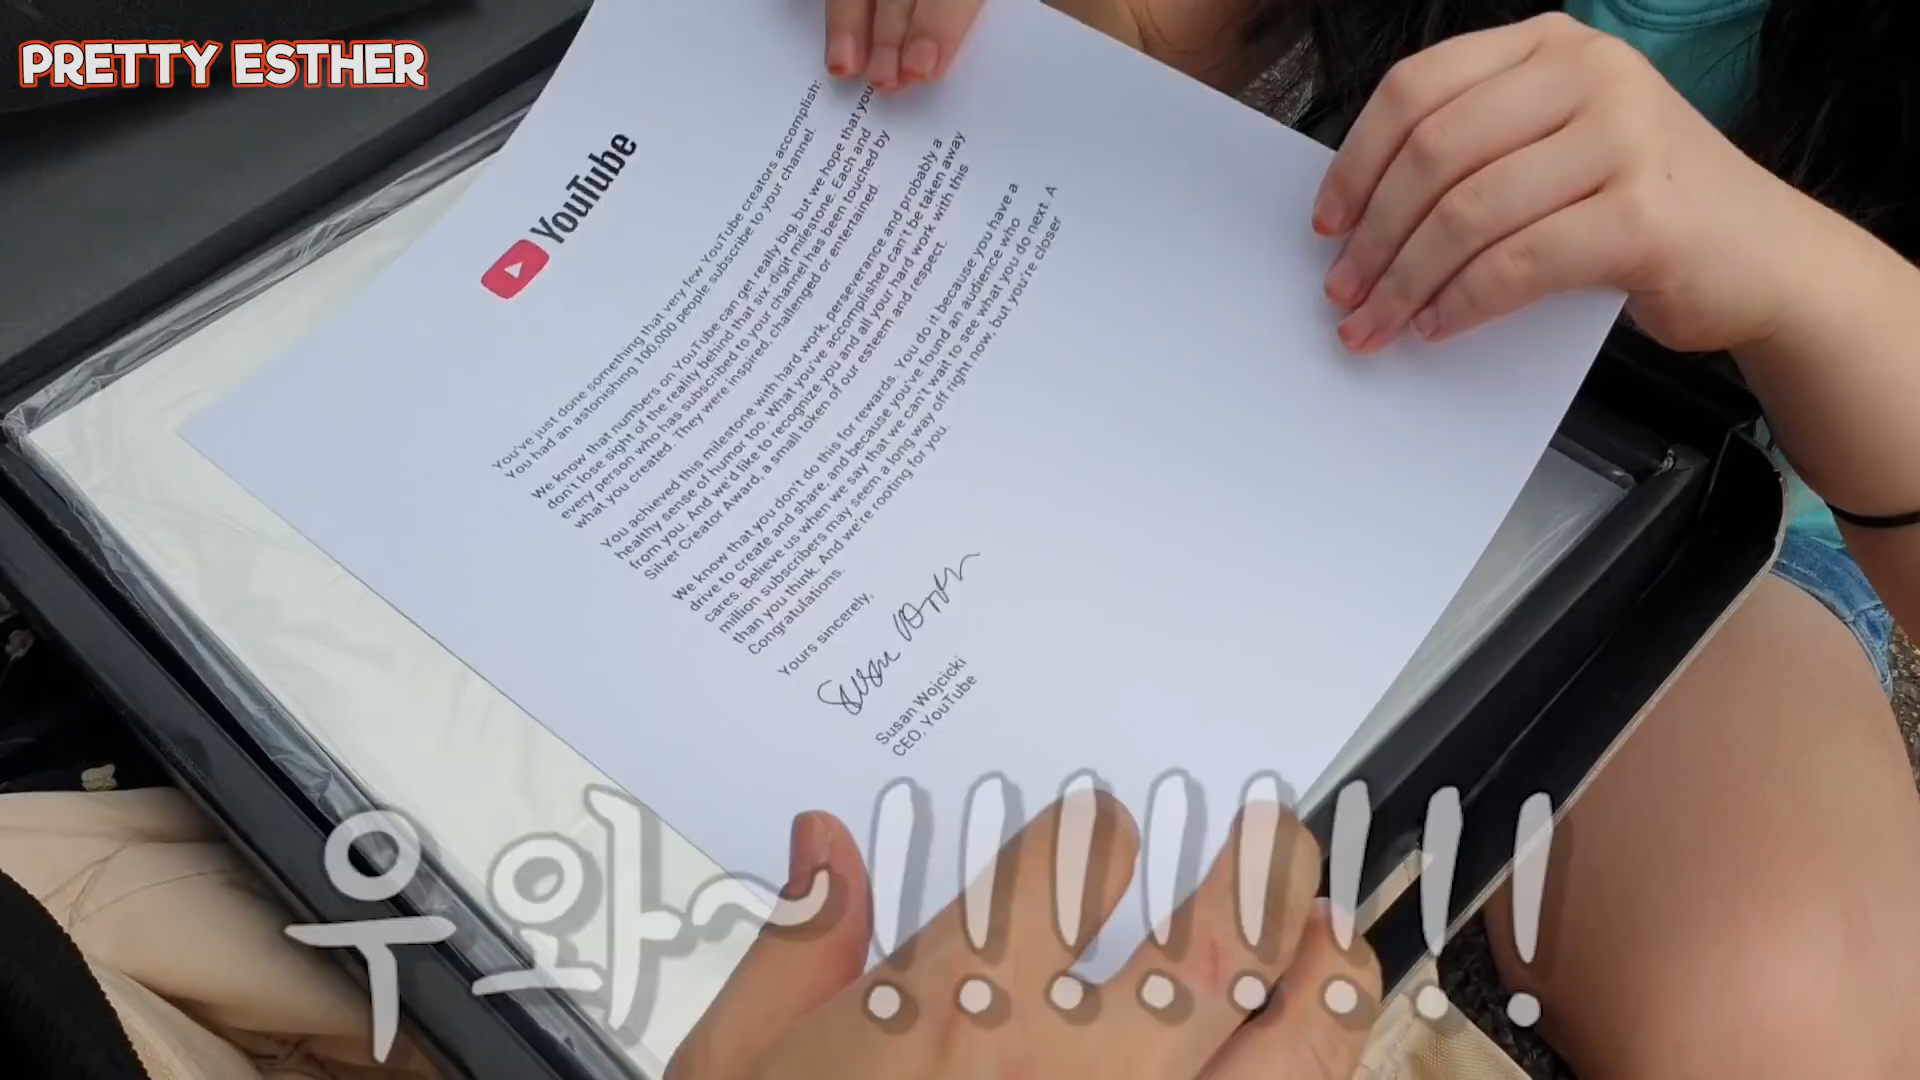 PRETTY ESTHER
YouTube
You've just done something that very few YouTube creators accomplish:
You had an astonishing 100,000 people subscribe to your channel.
We know that numbers on YouTube can get really big, but we hope that you
don't lose sight of the reality behind that six-digit milestone. Each and
every person who has subscribed to your channel has been touched by
what you created. They were inspired, challenged or entertained.
You achieved this milestone with hard work, perseverance and probably a
healthy sense of humor too. What you've accomplished can't be taken away
from you. And we'd like to recognize you and all your hard work with this
Silver Creator Award, a small token of our esteem and respect.
We know that you don't do this for rewards. You do it because you have a
drive to create and share, and because you've found an audience who
cares. Believe us when we say that we can't wait to see what you do next. A
million subscribers may seem a long way off right now, but you're closer
than you think. And we're rooting for you.
Congratulations.
Yours sincerely,
Susan Wojcicki
CEO, YouTube
우와~!!!!!!!!